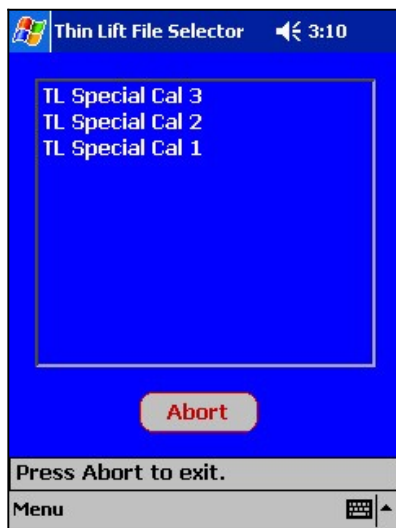 Thin Lift File Selector 3:10
TL Special Cal 3
TL Special Cal 2
TL Special Cal 1
Abort
Press Abort to exit.
Menu